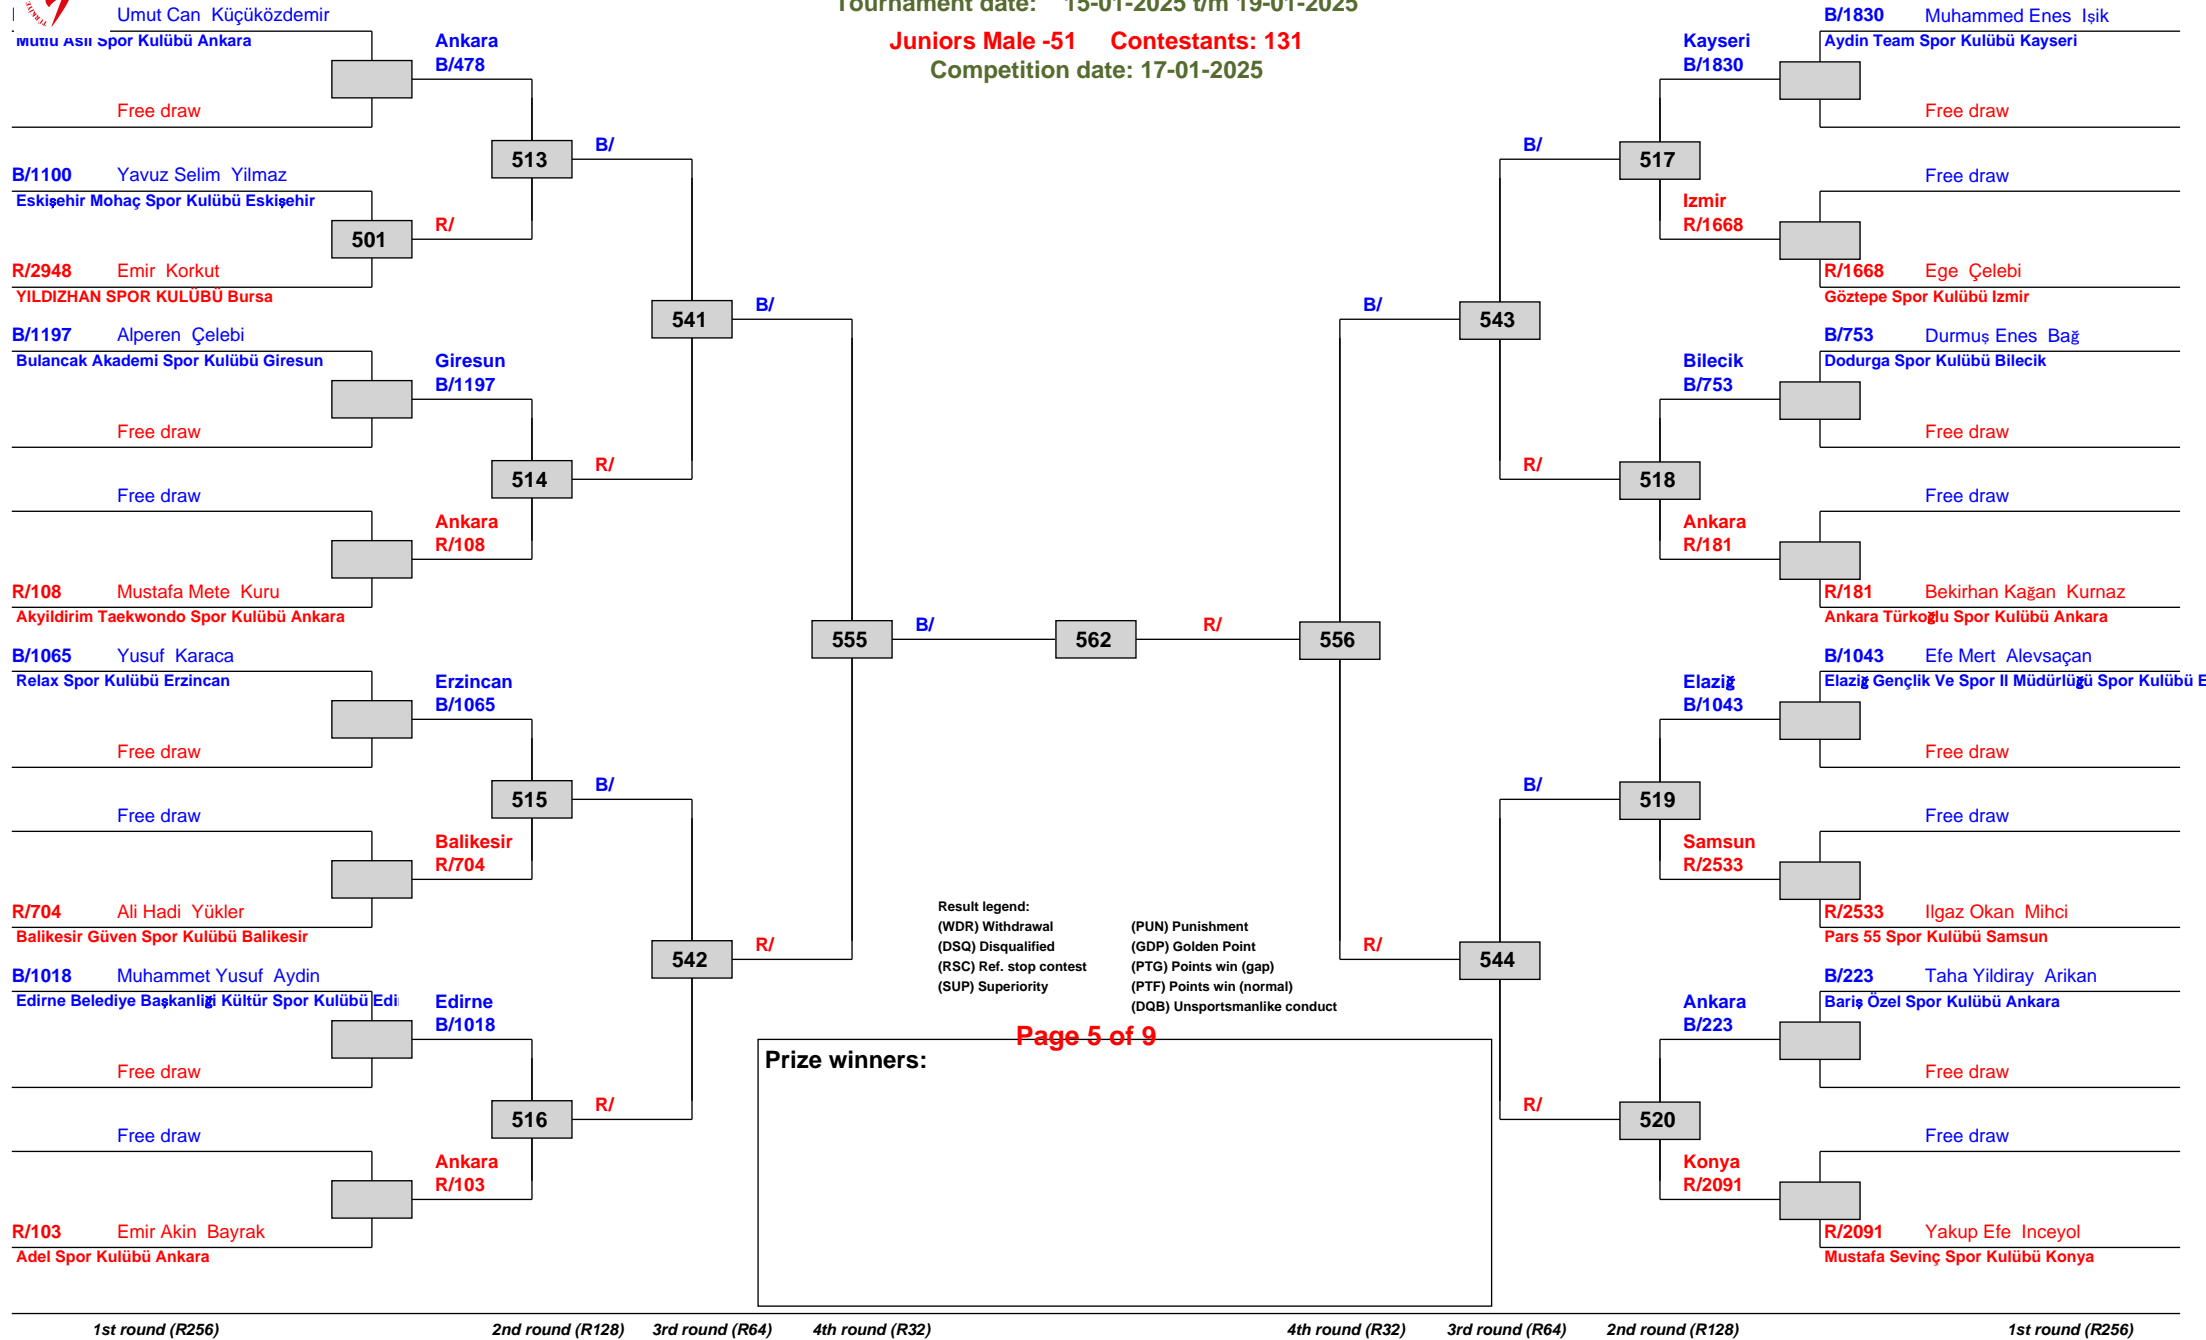 TÜRKİYE
Tournament date: 15-01-2025 t/m 19-01-2025
Juniors Male -51 Contestants: 131
Competition date: 17-01-2025
Umut Can Küçüközdemir
Mutlu Asil Spor Kulübü Ankara
Ankara
B/478
Free draw
513
B/
B/1100 Yavuz Selim Yilmaz
Eskişehir Mohaç Spor Kulübü Eskişehir
501
R/
R/2948 Emir Korkut
YILDIZHAN SPOR KULÜBÜ Bursa
541
B/
B/1197 Alperen Çelebi
Bulancak Akademi Spor Kulübü Giresun
Giresun
B/1197
Free draw
514
R/
Free draw
Ankara
R/108
R/108 Mustafa Mete Kuru
Akyildirim Taekwondo Spor Kulübü Ankara
555
B/
562
R/
556
B/1065 Yusuf Karaca
Relax Spor Kulübü Erzincan
Erzincan
B/1065
Free draw
515
B/
Free draw
Balikesir
R/704
R/704 Ali Hadi Yükler
Balikesir Güven Spor Kulübü Balikesir
542
R/
B/1018 Muhammet Yusuf Aydin
Edirne Belediye Başkanliği Kültür Spor Kulübü Edi
Edirne
B/1018
Free draw
516
R/
Free draw
Ankara
R/103
R/103 Emir Akin Bayrak
Adel Spor Kulübü Ankara
B/1830 Muhammed Enes Işik
Aydin Team Spor Kulübü Kayseri
Kayseri
B/1830
Free draw
B/
517
Free draw
Izmir
R/1668
R/1668 Ege Çelebi
Göztepe Spor Kulübü Izmir
B/
543
B/753 Durmuş Enes Bağ
Dodurga Spor Kulübü Bilecik
Bilecik
B/753
Free draw
R/
518
Free draw
Ankara
R/181
R/181 Bekirhan Kağan Kurnaz
Ankara Türkoğlu Spor Kulübü Ankara
B/1043 Efe Mert Alevsaçan
Elaziğ Gençlik Ve Spor Il Müdürlüğü Spor Kulübü E
Elaziğ
B/1043
Free draw
B/
519
Free draw
Samsun
R/2533
R/2533 Ilgaz Okan Mihci
Pars 55 Spor Kulübü Samsun
R/
544
B/223 Taha Yildiray Arikan
Bariş Özel Spor Kulübü Ankara
Ankara
B/223
Free draw
R/
520
Free draw
Konya
R/2091
R/2091 Yakup Efe Inceyol
Mustafa Sevinç Spor Kulübü Konya
Result legend:
(WDR) Withdrawal (PUN) Punishment
(DSQ) Disqualified (GDP) Golden Point
(RSC) Ref. stop contest (PTG) Points win (gap)
(SUP) Superiority (PTF) Points win (normal)
(DQB) Unsportsmanlike conduct
Page 5 of 9
Prize winners:
1st round (R256) 2nd round (R128) 3rd round (R64) 4th round (R32) 4th round (R32) 3rd round (R64) 2nd round (R128) 1st round (R256)